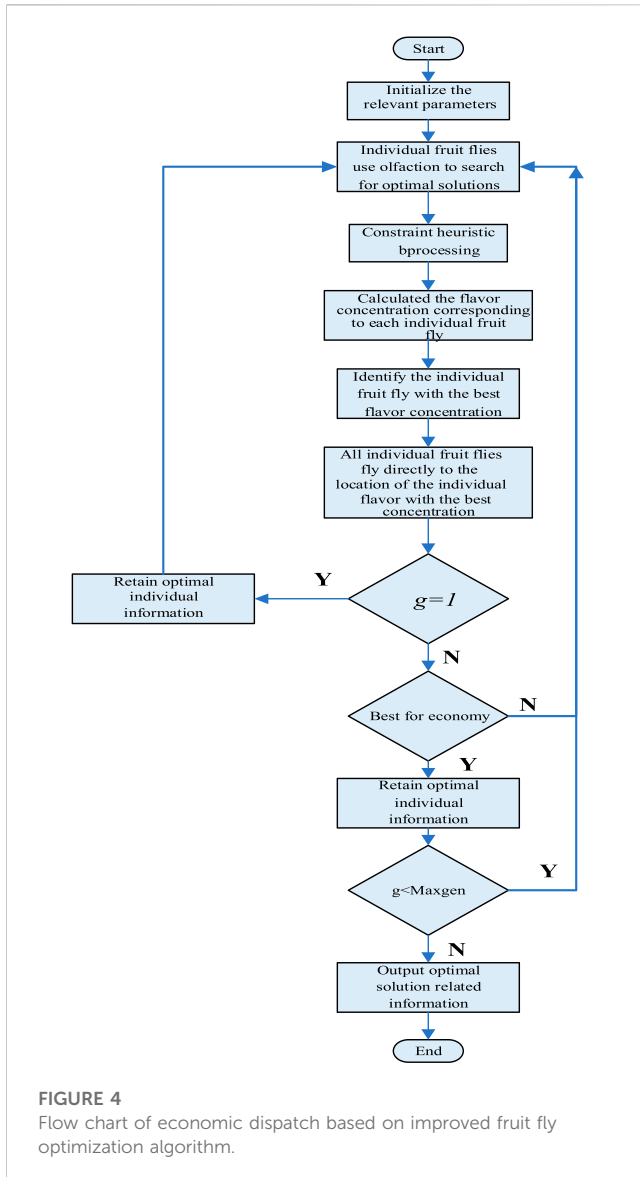 Start
Initialize the
relevant parameters
Individual fruit flies
use olfaction to search
for optimal solutions
Constraint heuristic
bprocessing
Calculated the flavor
concentration corresponding
to each individual fruit
fly
Identify the individual
fruit fly with the best
flavor concentration
All individual fruit flies
fly directly to the
location of the individual
flavor with the best
concentration
g=1
Y
Retain optimal
individual
information
N
Best for economy
N
Y
Retain optimal
individual
information
g<Maxgen
Y
N
Output optimal
solution related
information
End
FIGURE 4
Flow chart of economic dispatch based on improved fruit fly
optimization algorithm.